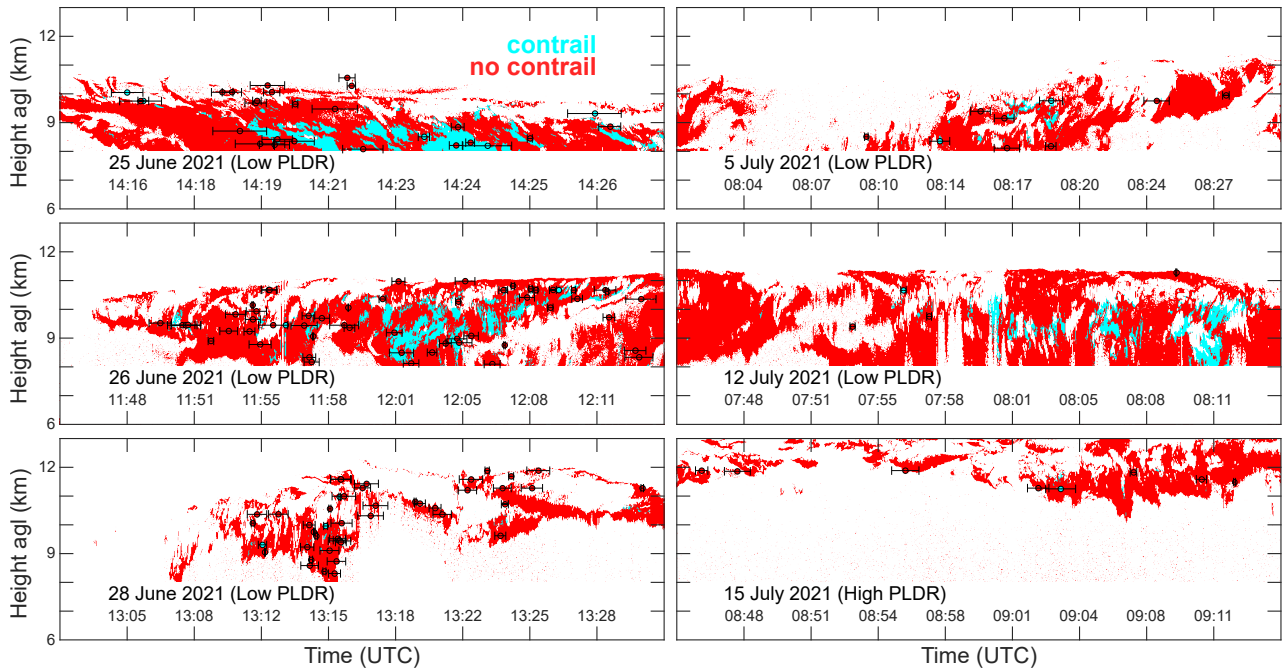 Height agl (km)
12
9
6
contrail
no contrail
25 June 2021 (Low PLDR)
14:16 14:18 14:19 14:21 14:23 14:24 14:25 14:26
5 July 2021 (Low PLDR)
08:04 08:07 08:10 08:14 08:17 08:20 08:24 08:27
Height agl (km)
12
9
6
26 June 2021 (Low PLDR)
11:48 11:51 11:55 11:58 12:01 12:05 12:08 12:11
12 July 2021 (Low PLDR)
07:48 07:51 07:55 07:58 08:01 08:05 08:08 08:11
Height agl (km)
12
9
6
28 June 2021 (Low PLDR)
13:05 13:08 13:12 13:15 13:18 13:22 13:25 13:28
Time (UTC)
15 July 2021 (High PLDR)
08:48 08:51 08:54 08:58 09:01 09:04 09:08 09:11
Time (UTC)